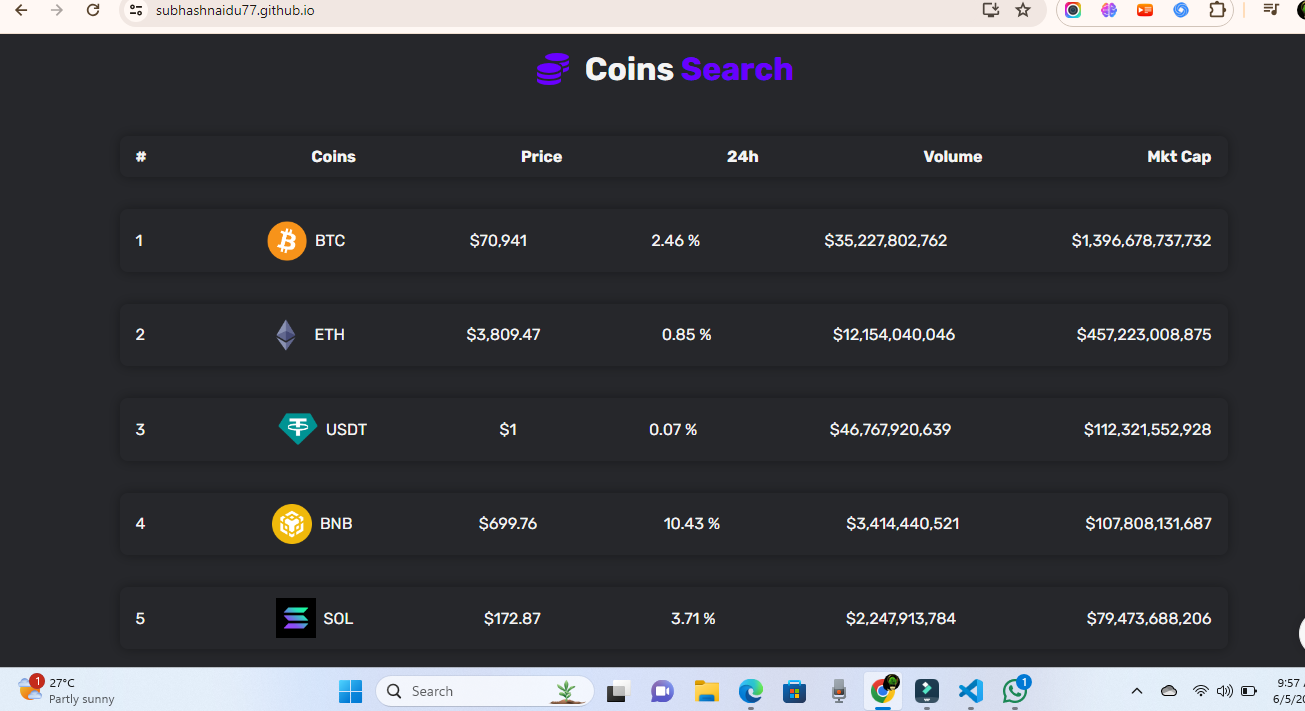 subhashnaidu77.github.io
Coins Search
# Coins Price 24h Volume Mkt Cap
1 BTC $70,941 2.46 % $35,227,802,762 $1,396,678,737,732
2 ETH $3,809.47 0.85 % $12,154,040,046 $457,223,008,875
3 USDT $1 0.07 % $46,767,920,639 $112,321,552,928
4 BNB $699.76 10.43 % $3,414,440,521 $107,808,131,687
5 SOL $172.87 3.71 % $2,247,913,784 $79,473,688,206
1 27°C Search 1 9:57
Partly sunny